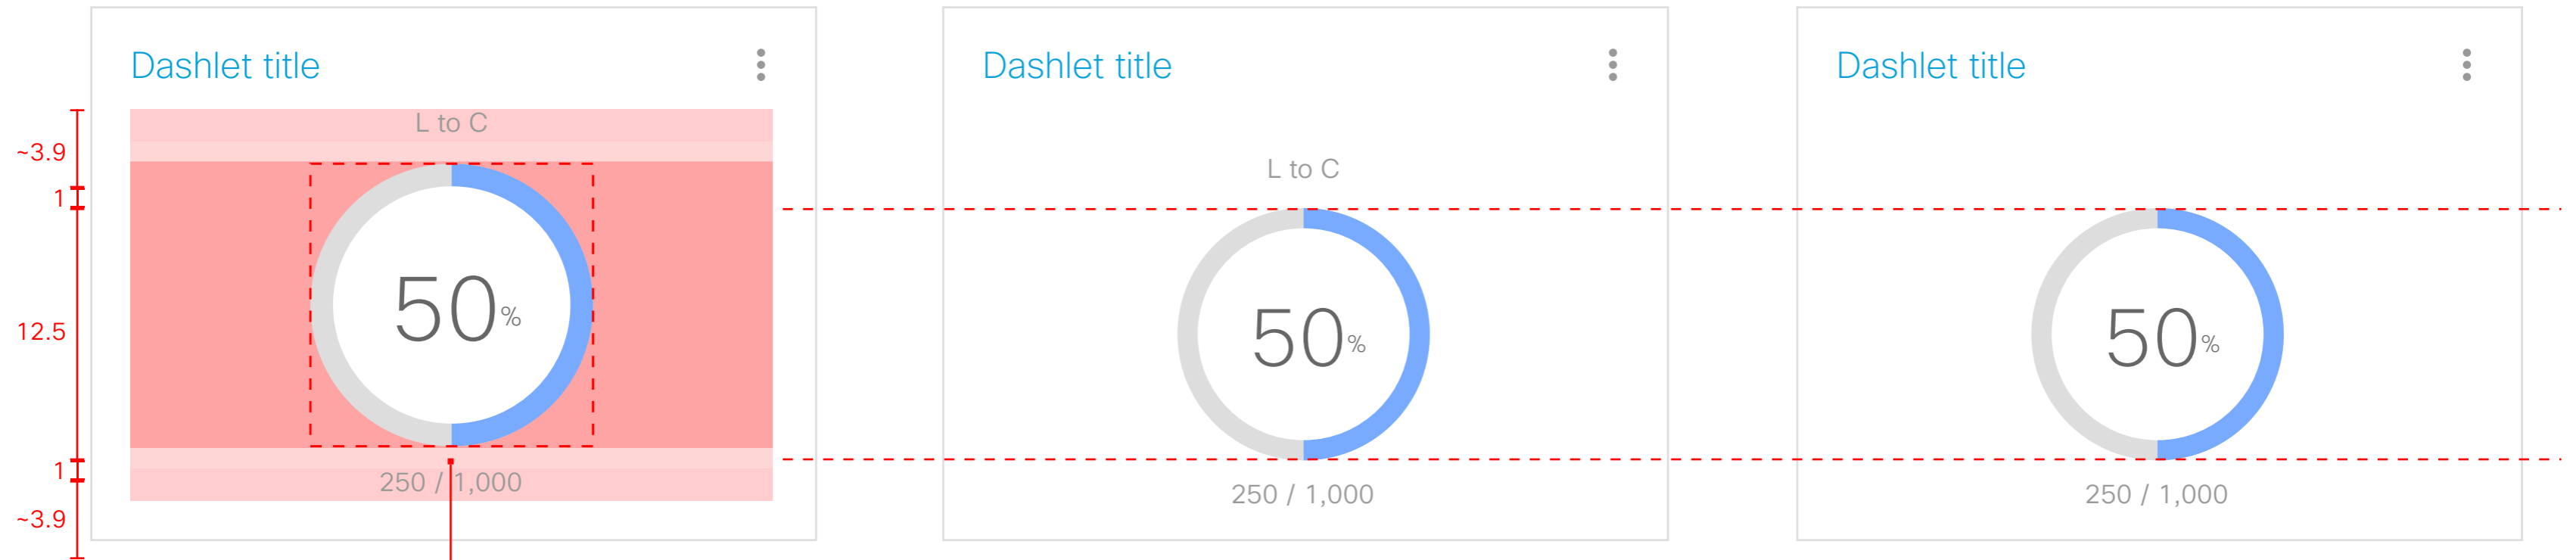 Dashlet title
L to C
50%
250 / 1,000
~3.9
1
12.5
1
~3.9
Dashlet title
L to C
50%
250 / 1,000
Dashlet title
50%
250 / 1,000